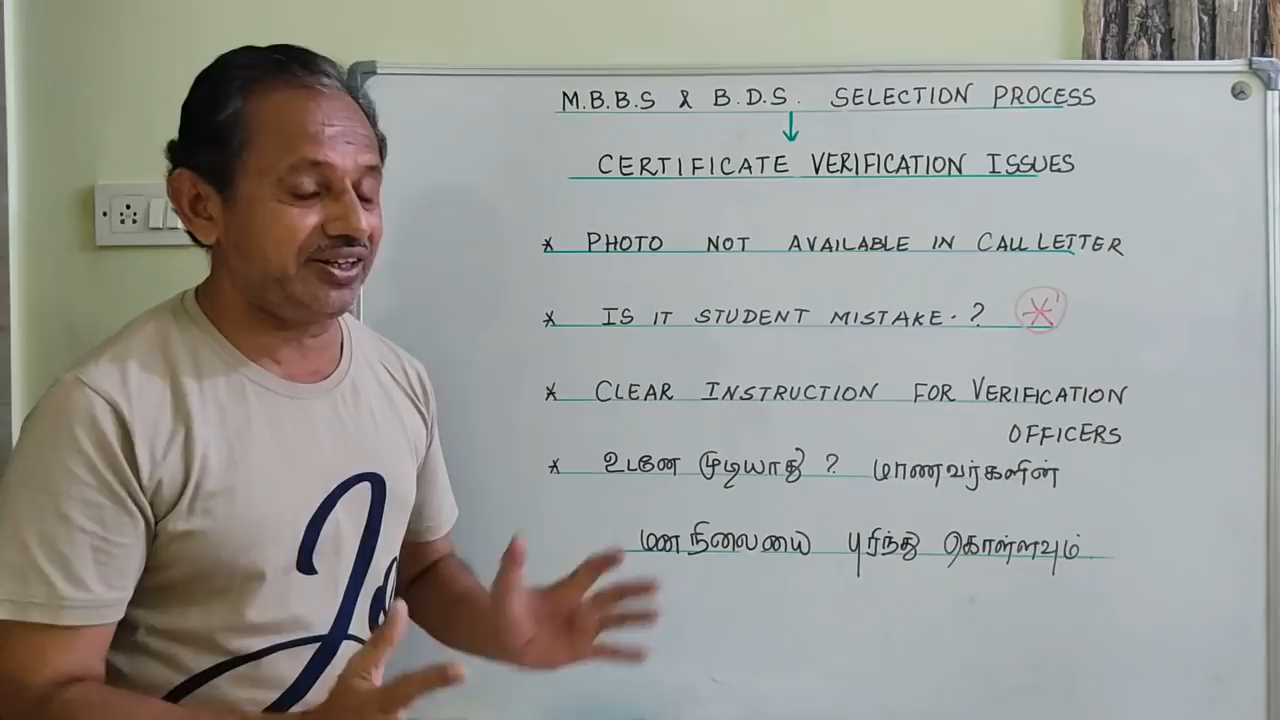 M.B.B.S & B.D.S. SELECTION PROCESS
CERTIFICATE VERIFICATION ISSUES
* PHOTO NOT AVAILABLE IN CALL LETTER
* IS IT STUDENT MISTAKE.?
* CLEAR INSTRUCTION FOR VERIFICATION
OFFICERS
* உடனே முடியாது ? மாணவர்களின்
மனநிலையை புரிந்து கொள்ளவும்